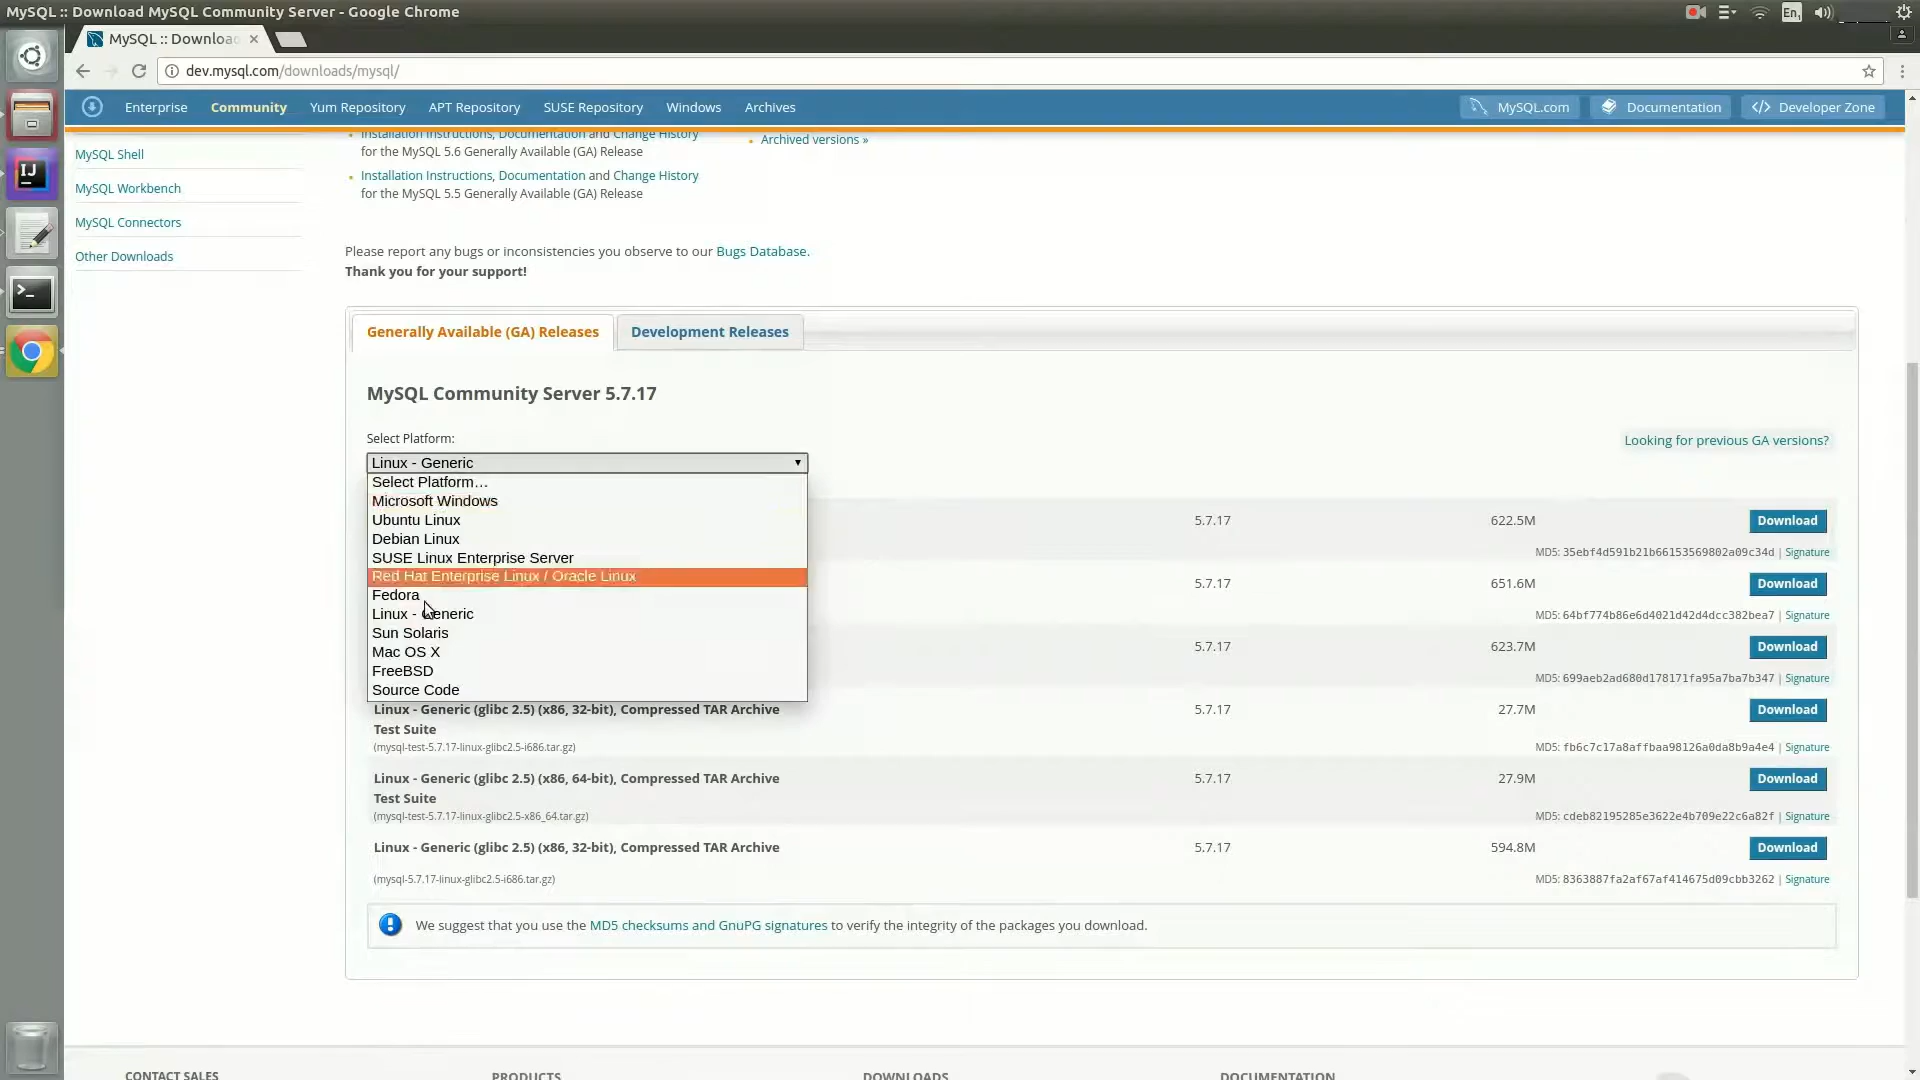 MySQL :: Download MySQL Community Server - Google Chrome
En,
MySQL :: Downloa
dev.mysql.com/downloads/mysql/
Enterprise Community Yum Repository APT Repository SUSE Repository Windows Archives MySQL.com Documentation Developer Zone
Installation Instructions, Documentation and Change History
for the MySQL 5.6 Generally Available (GA) Release
Archived versions »
Installation Instructions, Documentation and Change History
for the MySQL 5.5 Generally Available (GA) Release
MySQL Shell
MySQL Workbench
MySQL Connectors
Other Downloads
IJ
Please report any bugs or inconsistencies you observe to our Bugs Database.
Thank you for your support!
Generally Available (GA) Releases Development Releases
MySQL Community Server 5.7.17
Select Platform:
Looking for previous GA versions?
Linux - Generic
Select Platform...
Microsoft Windows
Ubuntu Linux
Debian Linux
SUSE Linux Enterprise Server
Red Hat Enterprise Linux / Oracle Linux
Fedora
Linux - Generic
Sun Solaris
Mac OS X
FreeBSD
Source Code
5.7.17 622.5M Download
MD5: 35ebf4d591b21b66153569802a09c34d | Signature
5.7.17 651.6M Download
MD5: 64bf774b86e6d4021d42d4dcc382bea7 | Signature
5.7.17 623.7M Download
MD5: 699aeb2ad680d178171fa95a7ba7b347 | Signature
Linux - Generic (glibc 2.5) (x86, 32-bit), Compressed TAR Archive 5.7.17 27.7M Download
Test Suite
(mysql-test-5.7.17-linux-glibc2.5-i686.tar.gz) MD5: fb6c7c17a8affbaa98126a0da8b9a4e4 | Signature
Linux - Generic (glibc 2.5) (x86, 64-bit), Compressed TAR Archive 5.7.17 27.9M Download
Test Suite
(mysql-test-5.7.17-linux-glibc2.5-x86_64.tar.gz) MD5: cdeb82195285e3622e4b709e22c6a82f | Signature
Linux - Generic (glibc 2.5) (x86, 32-bit), Compressed TAR Archive 5.7.17 594.8M Download
(mysql-5.7.17-linux-glibc2.5-i686.tar.gz) MD5: 8363887fa2af67af414675d09cbb3262 | Signature
We suggest that you use the MD5 checksums and GnuPG signatures to verify the integrity of the packages you download.
CONTACT SALES PRODUCTS DOWNLOADS DOCUMENTATION